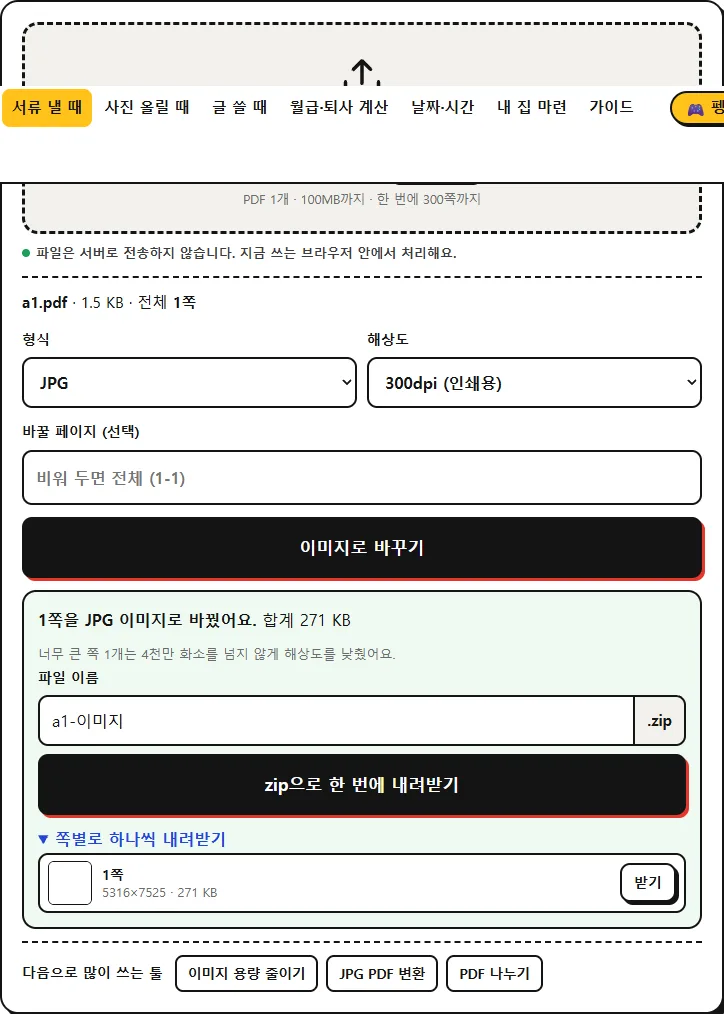 서류 낼 때
사진 올릴 때
글 쓸 때
월급·퇴사 계산
날짜·시간
내 집 마련
가이드
🎮 펭
PDF 1개 · 100MB까지 · 한 번에 300쪽까지
파일은 서버로 전송하지 않습니다. 지금 쓰는 브라우저 안에서 처리해요.
a1.pdf · 1.5 KB · 전체 1쪽
형식
해상도
JPG
300dpi (인쇄용)
바꿀 페이지 (선택)
비워 두면 전체 (1-1)
이미지로 바꾸기
1쪽을 JPG 이미지로 바꿨어요. 합계 271 KB
너무 큰 쪽 1개는 4천만 화소를 넘지 않게 해상도를 낮췄어요.
파일 이름
a1-이미지
.zip
zip으로 한 번에 내려받기
▼ 쪽별로 하나씩 내려받기
1쪽
5316×7525 · 271 KB
받기
다음으로 많이 쓰는 툴
이미지 용량 줄이기
JPG PDF 변환
PDF 나누기